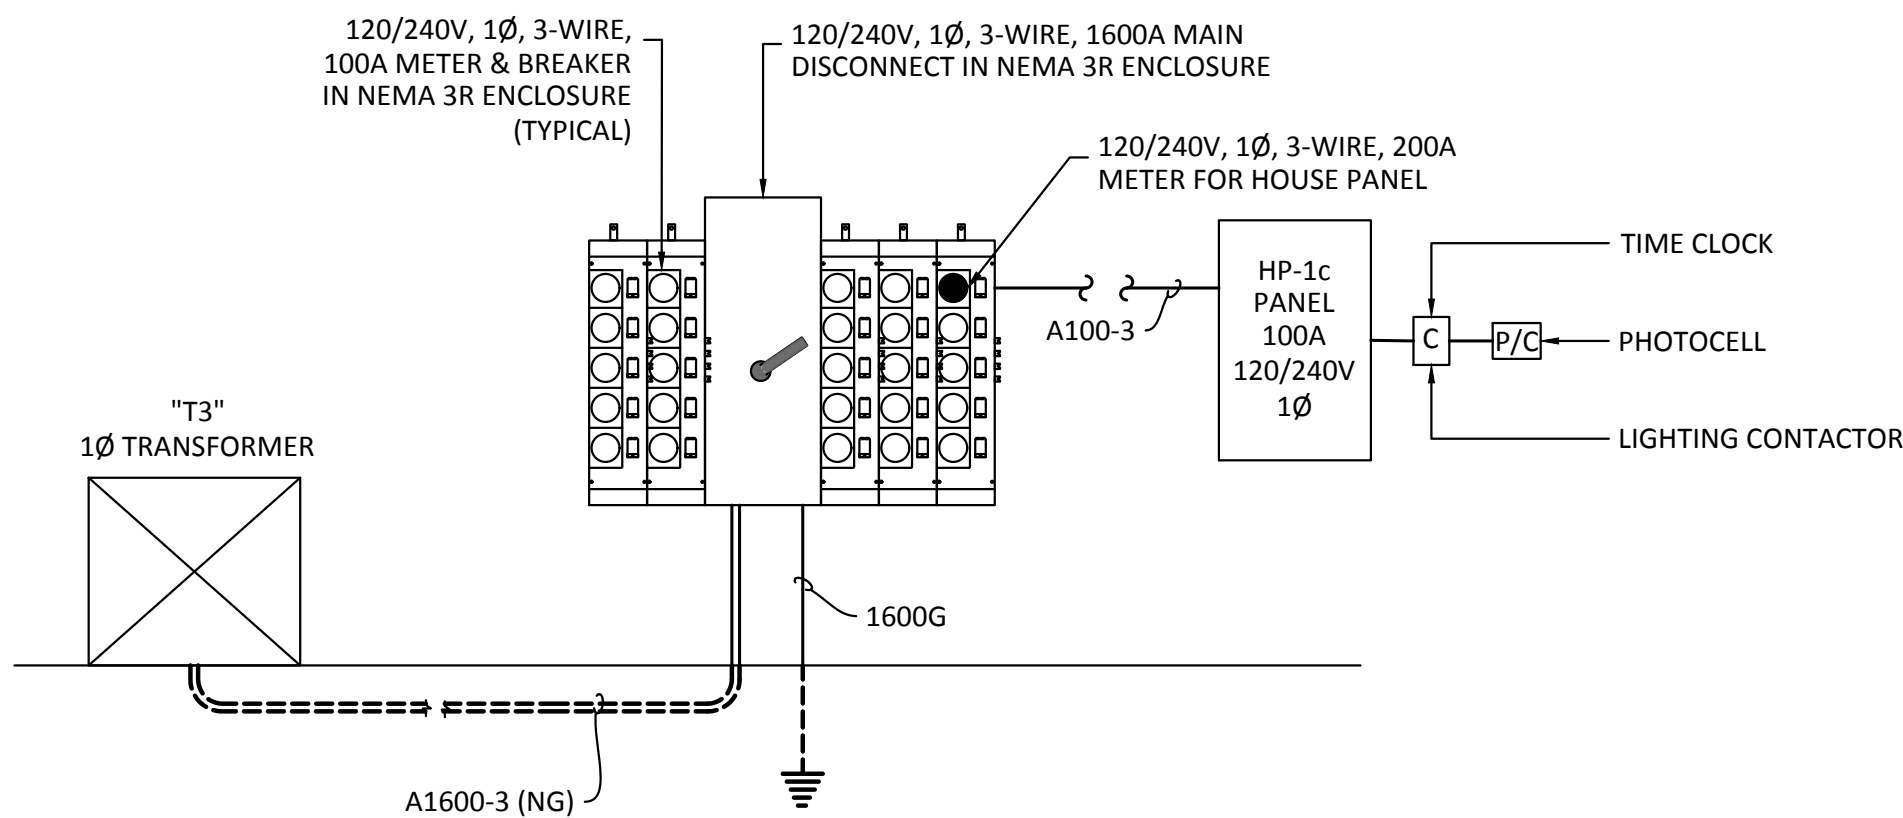 120/240V, 1Ø, 3-WIRE,
100A METER & BREAKER
IN NEMA 3R ENCLOSURE
(TYPICAL)
120/240V, 1Ø, 3-WIRE, 1600A MAIN
DISCONNECT IN NEMA 3R ENCLOSURE
120/240V, 1Ø, 3-WIRE, 200A
METER FOR HOUSE PANEL
HP-1c
PANEL
100A
120/240V
1Ø
A100-3
TIME CLOCK
C
P/C
PHOTOCELL
LIGHTING CONTACTOR
"T3"
1Ø TRANSFORMER
1600G
A1600-3 (NG)